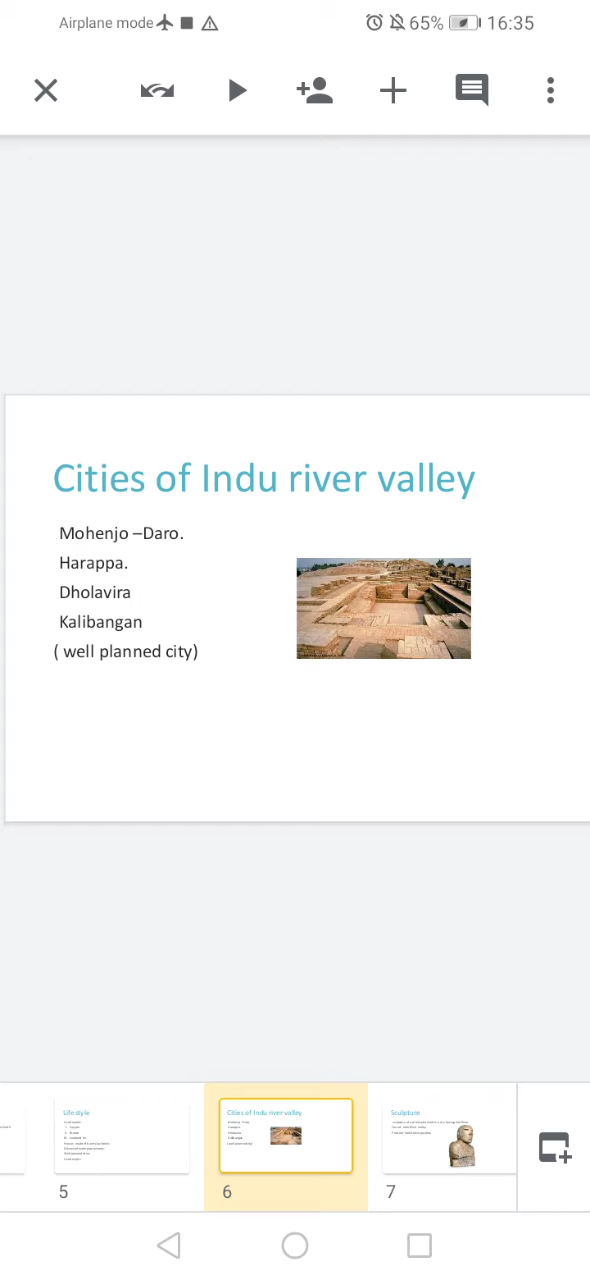 Airplane mode 65% 16:35
Cities of Indu river valley
Mohenjo –Daro.
Harappa.
Dholavira
Kalibangan
( well planned city)
Life style
Cities of Indu river valley
Sculpture
5
6
7